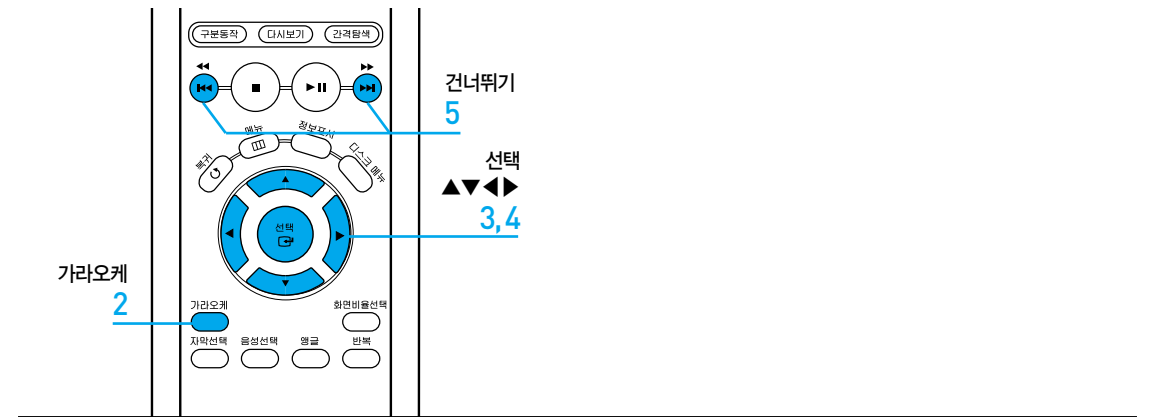 구분동작 다시보기 간격탐색
건너뛰기
5
메뉴 정보표시
복귀 디스크 메뉴
선택
▲▼◀▶
3, 4
선택
가라오케
2
가라오케 화면비율선택
자막선택 음성선택 앵글 반복